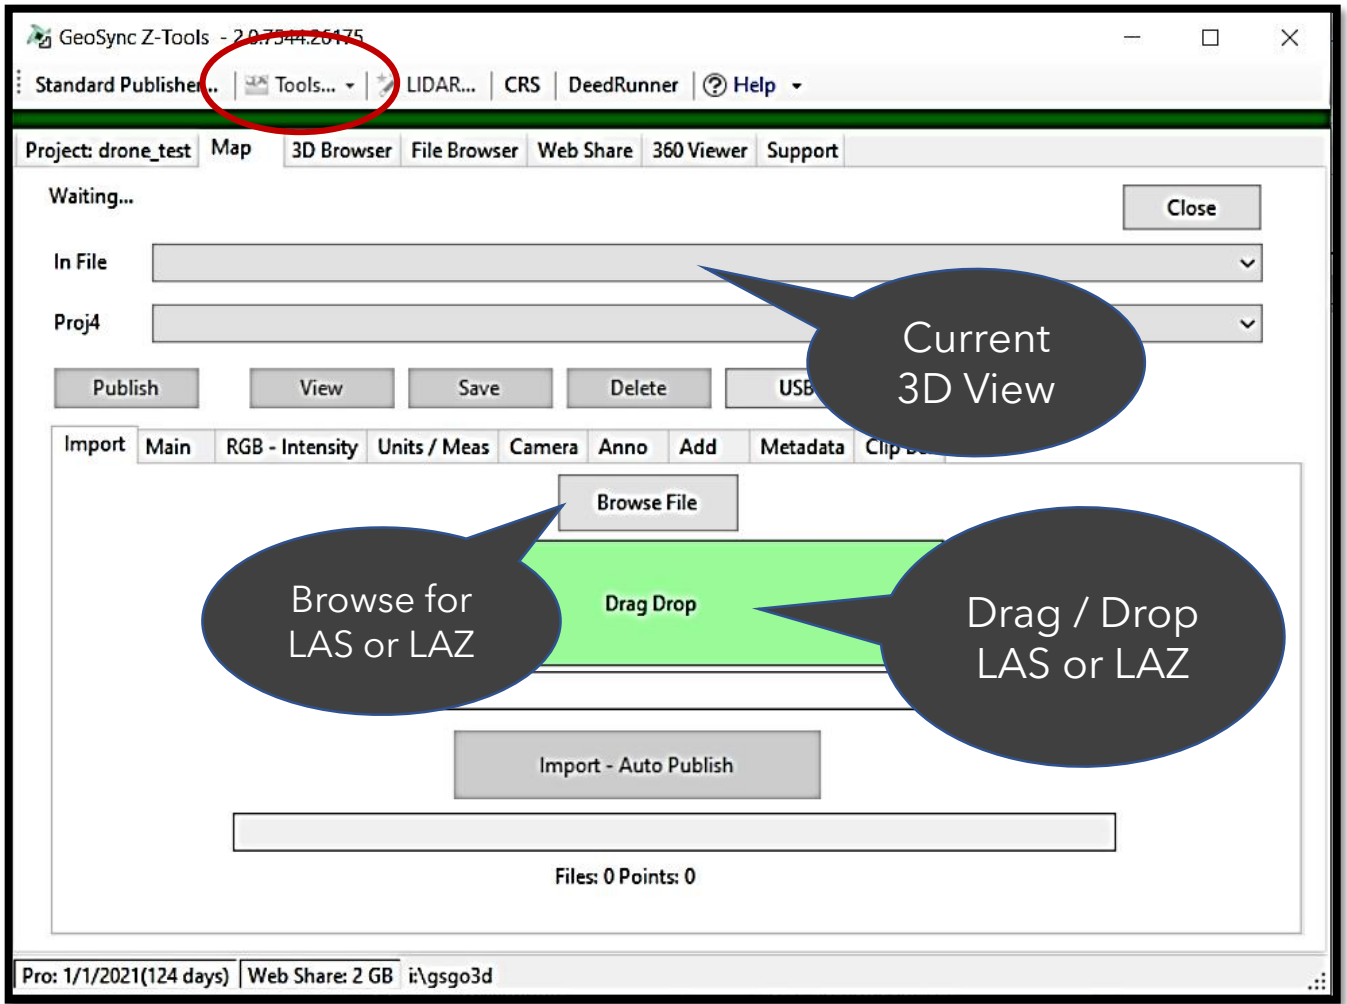 GeoSync Z-Tools - 2.0.7544.26175
Standard Publisher... Tools... LIDAR... CRS DeedRunner Help
Project: drone_test Map 3D Browser File Browser Web Share 360 Viewer Support
Waiting...
Close
In File
Proj4
Current
3D View
Publish View Save Delete USB
Import Main RGB - Intensity Units / Meas Camera Anno Add Metadata
Browse File
Browse for
LAS or LAZ
Drag Drop
Drag / Drop
LAS or LAZ
Import - Auto Publish
Files: 0 Points: 0
Pro: 1/1/2021(124 days) Web Share: 2 GB i:\gsgo3d